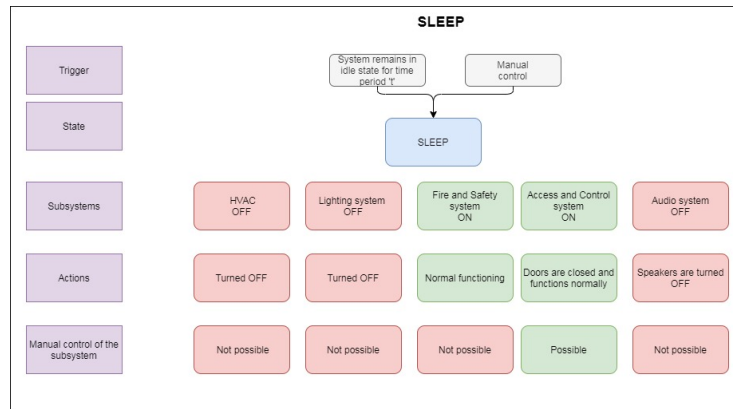 SLEEP
Trigger
System remains in
idle state for time
period 't'
Manual
control
State
SLEEP
Subsystems
HVAC
OFF
Lighting system
OFF
Fire and Safety
system
ON
Access and Control
system
ON
Audio system
OFF
Actions
Turned OFF
Turned OFF
Normal functioning
Doors are closed and
functions normally
Speakers are turned
OFF
Manual control of the
subsystem
Not possible
Not possible
Not possible
Possible
Not possible